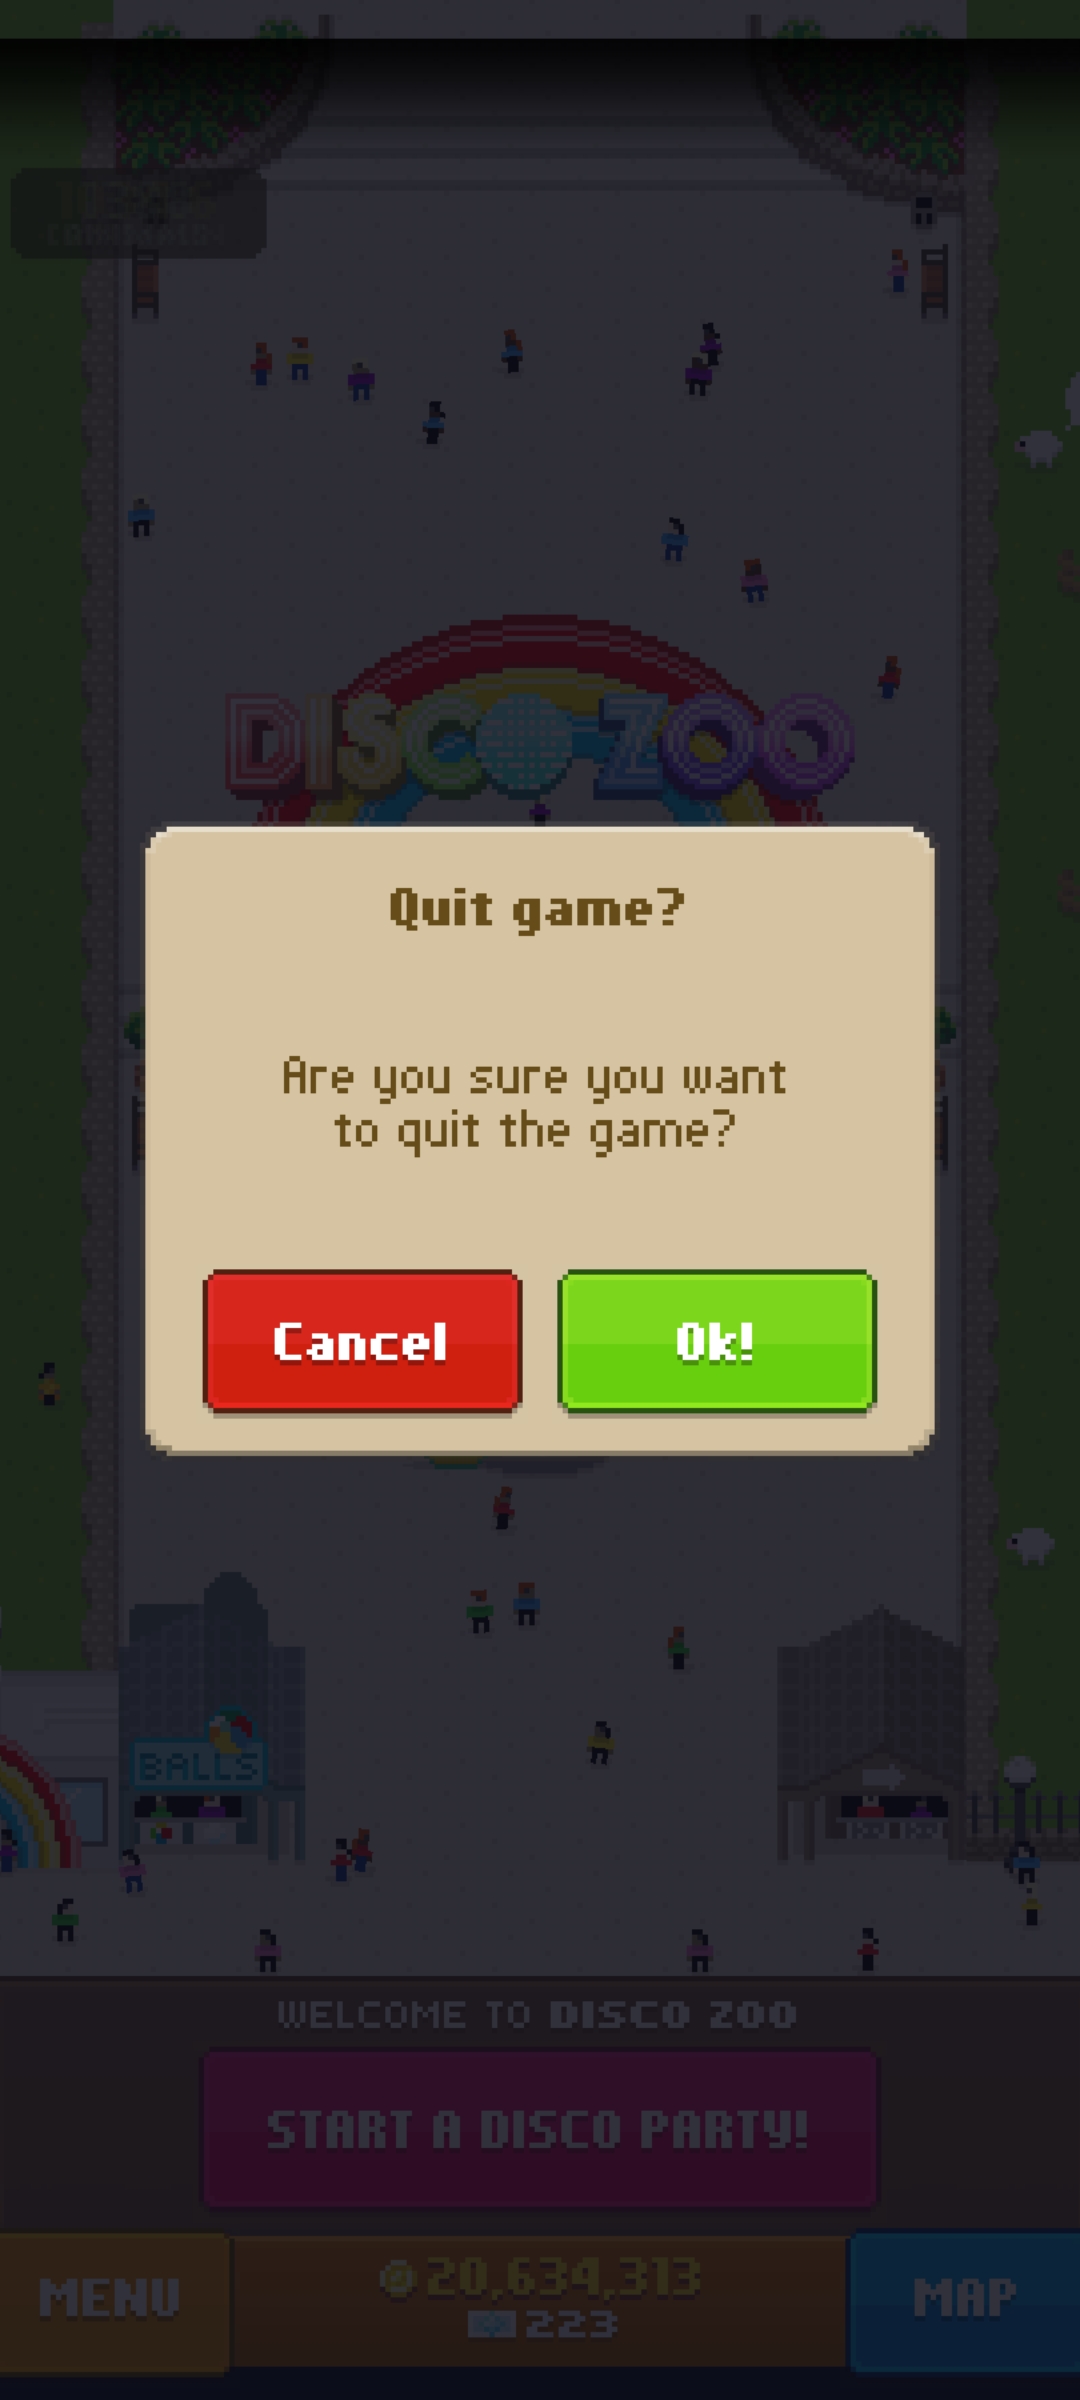 DISCO ZOO
Quit game?
Are you sure you want
to quit the game?
Cancel
Ok!
BALLS
WELCOME TO DISCO ZOO
START A DISCO PARTY!
MENU
20,634,313
223
MAP